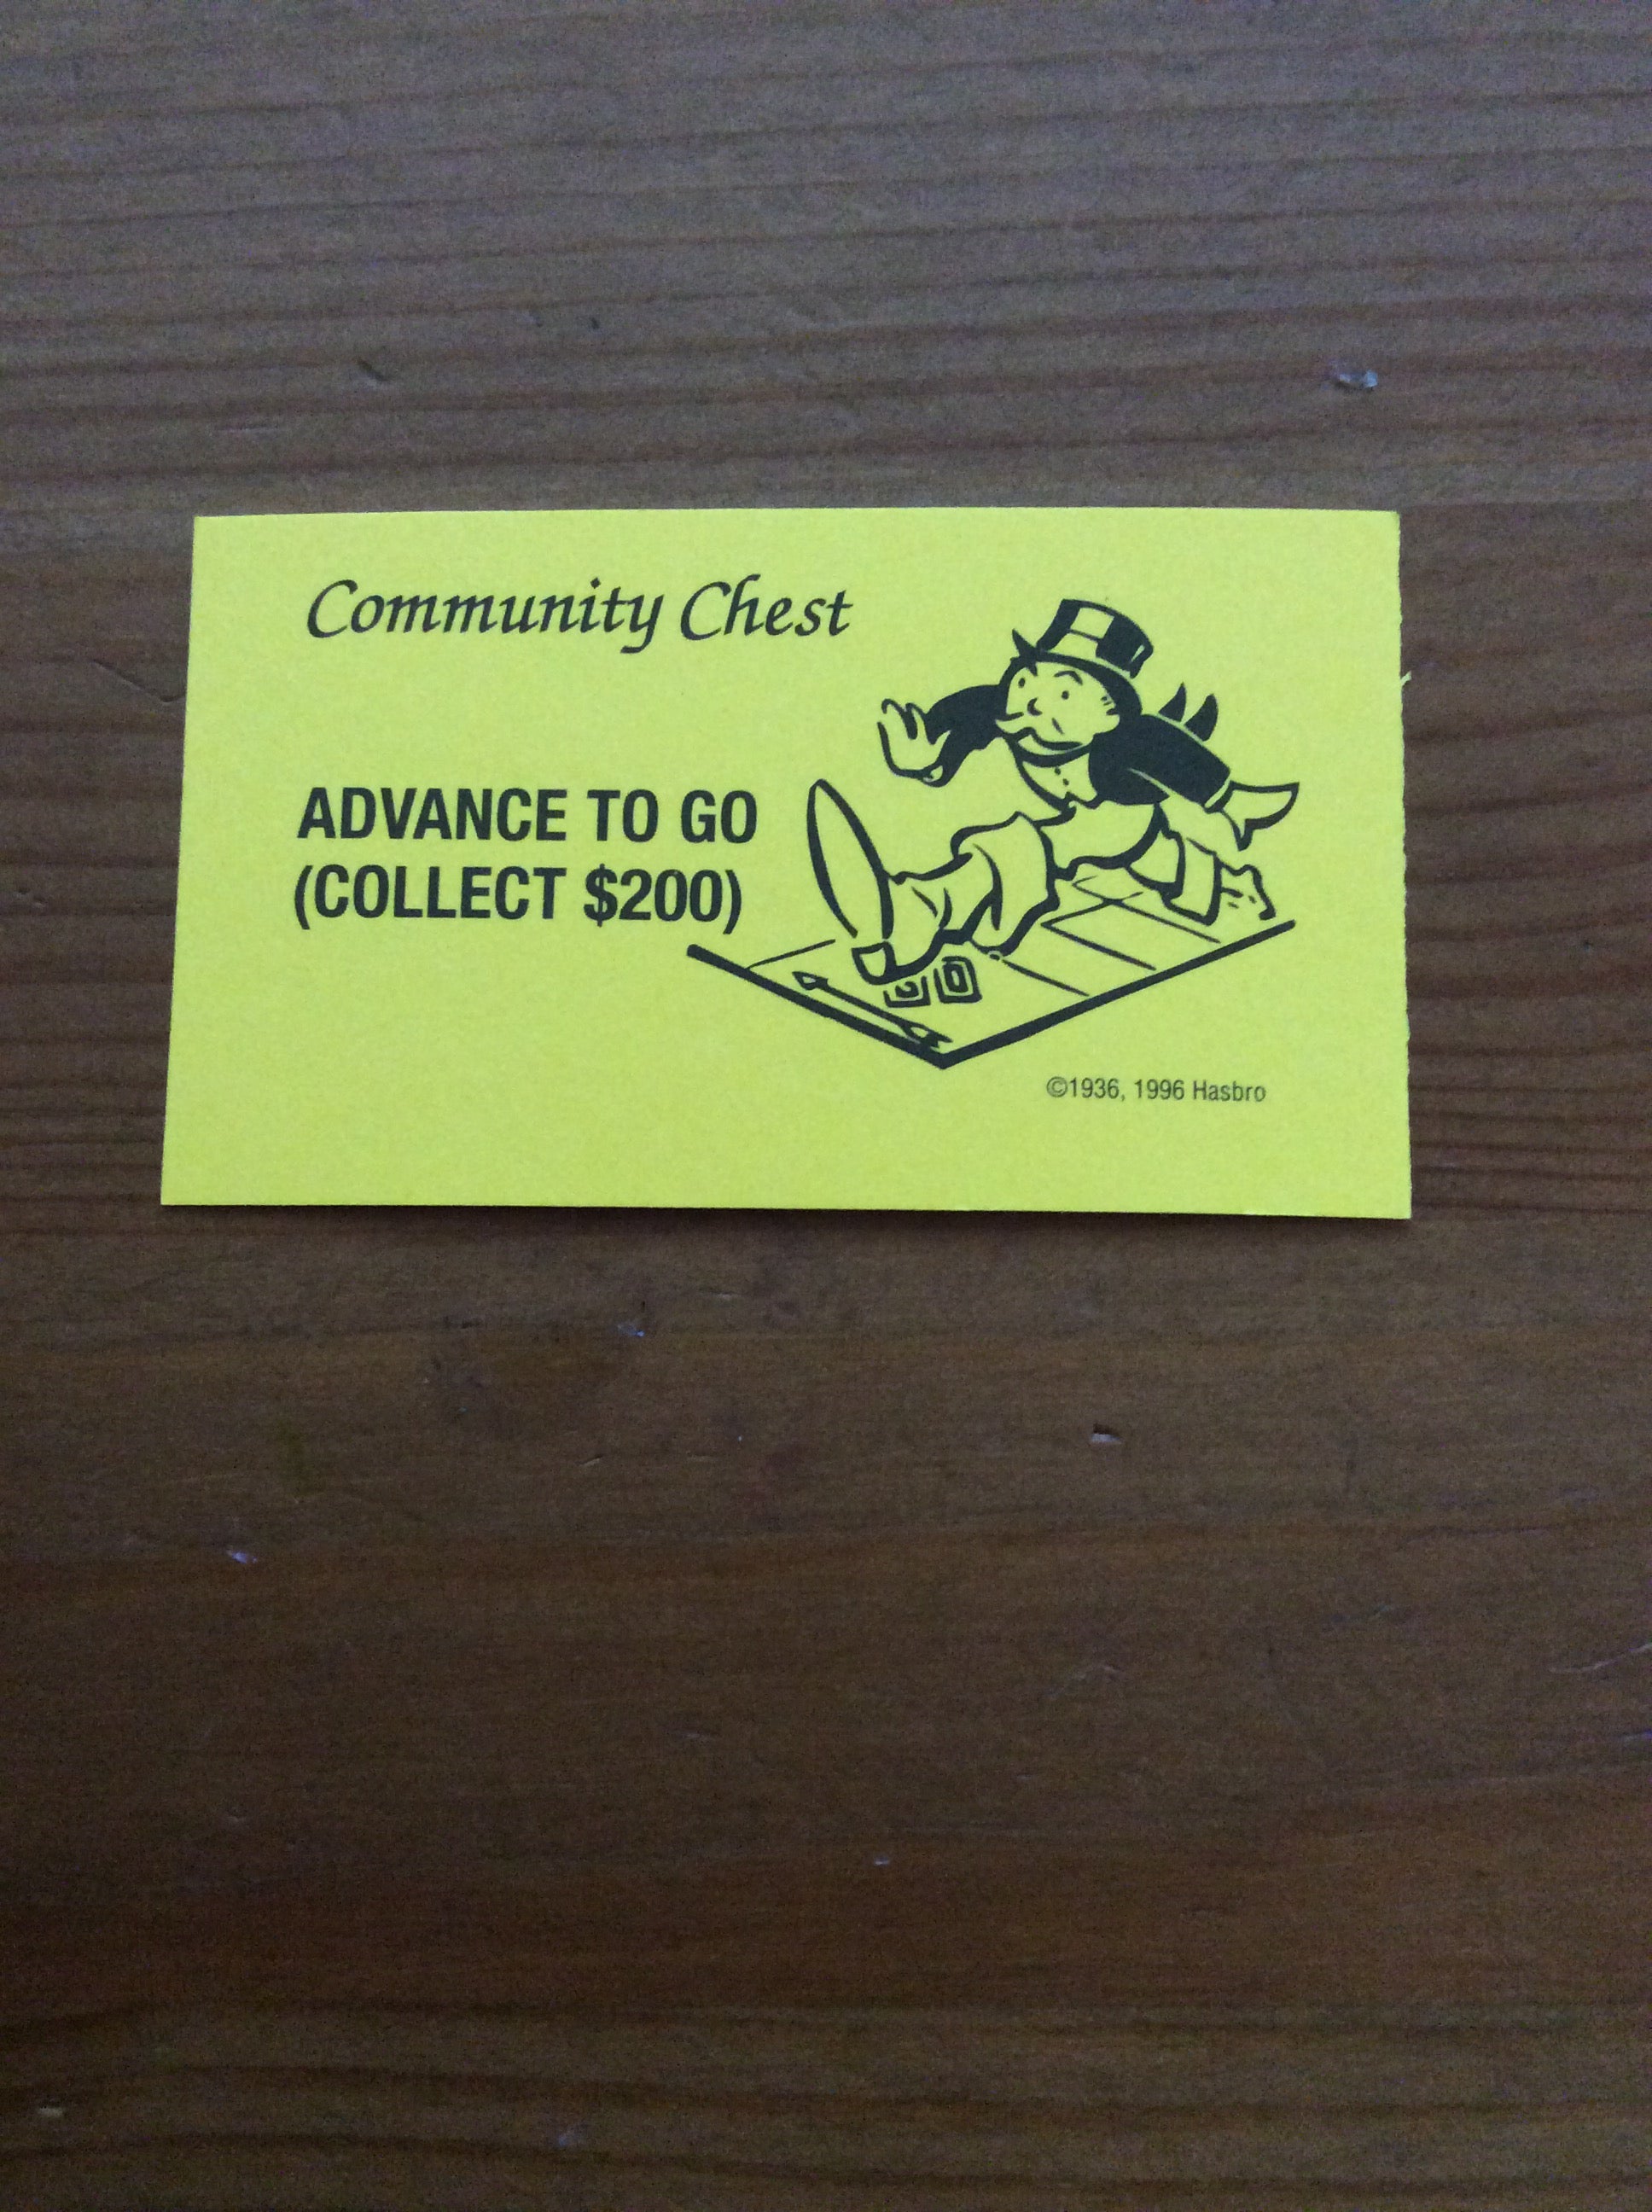 Community Chest
ADVANCE TO GO
(COLLECT $200)
©1936, 1996 Hasbro